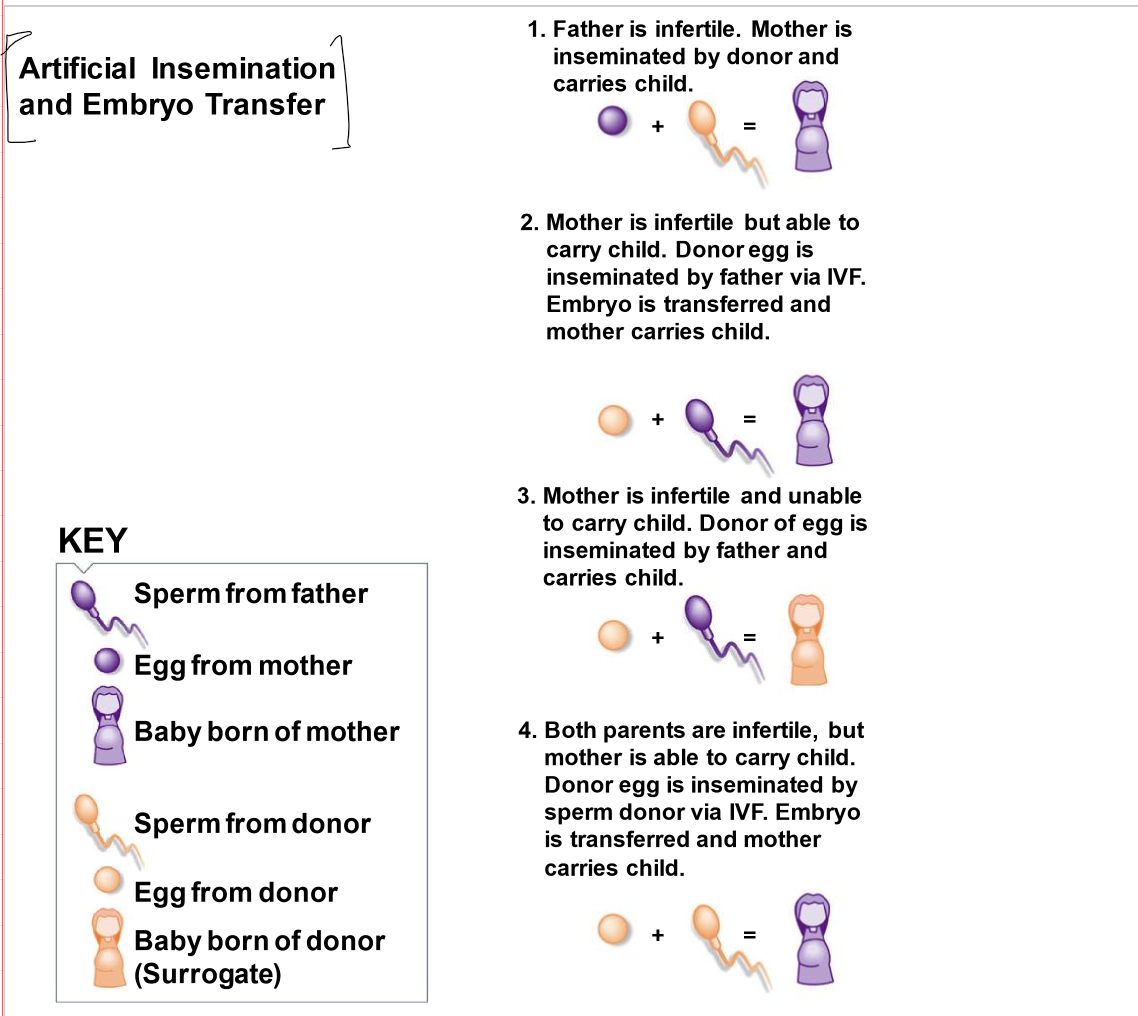 Artificial Insemination
and Embryo Transfer
1. Father is infertile. Mother is
inseminated by donor and
carries child.
+ =
2. Mother is infertile but able to
carry child. Donor egg is
inseminated by father via IVF.
Embryo is transferred and
mother carries child.
+ =
3. Mother is infertile and unable
to carry child. Donor of egg is
inseminated by father and
carries child.
+ =
4. Both parents are infertile, but
mother is able to carry child.
Donor egg is inseminated by
sperm donor via IVF. Embryo
is transferred and mother
carries child.
+ =
KEY
Sperm from father
Egg from mother
Baby born of mother
Sperm from donor
Egg from donor
Baby born of donor
(Surrogate)